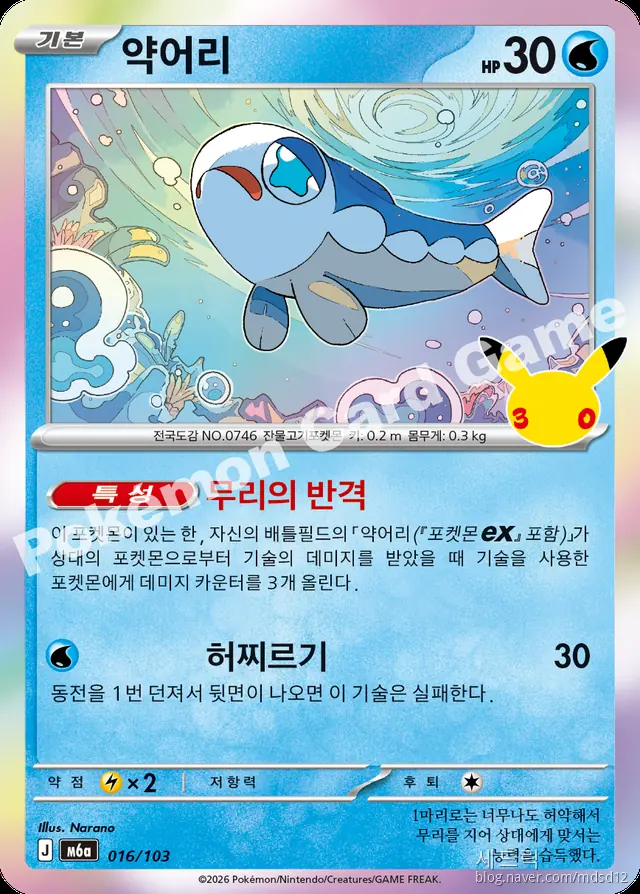 기본 약어리 HP 30
전국도감 NO.0746 잔물고기포켓몬 키: 0.2 m 몸무게: 0.3 kg
3 0
특성 무리의 반격
이 포켓몬이 있는 한, 자신의 배틀필드의 「약어리(『포켓몬 ex』 포함)」가
상대의 포켓몬으로부터 기술의 데미지를 받았을 때 기술을 사용한
포켓몬에게 데미지 카운터를 3개 올린다.
허찌르기 30
동전을 1번 던져서 뒷면이 나오면 이 기술은 실패한다.
약점 ×2 저항력 후퇴
Illus. Narano
J M6a 016/103
1마리로는 너무나도 허약해서
무리를 지어 상대에게 맞서는
능력을 습득했다.
©2026 Pokémon/Nintendo/Creatures/GAME FREAK.
Pokémon Card Game
blog.naver.com/mdsd12